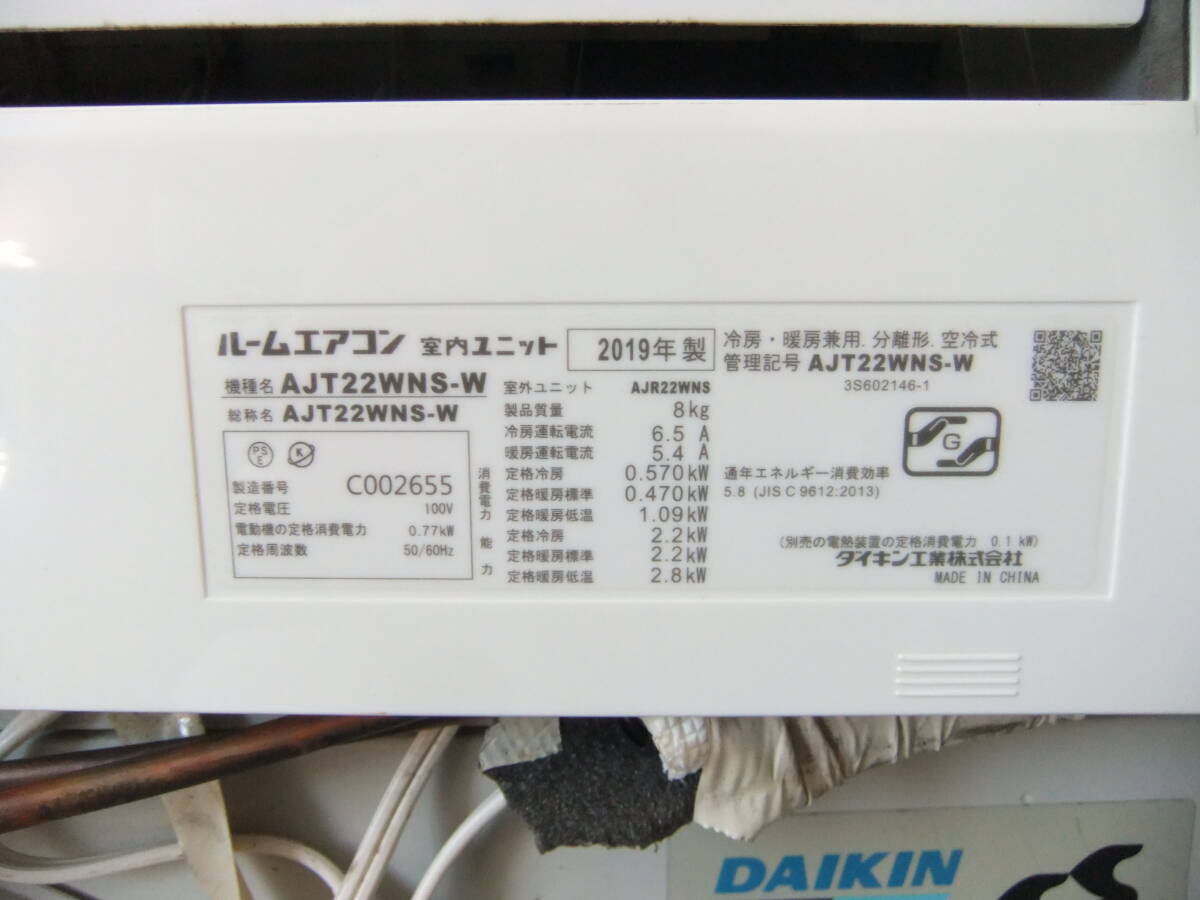 ルームエアコン 室内ユニット 2019年 製
機種名 AJT22WNS-W
総称名 AJT22WNS-W
PS E K
製造番号 C002655
定格電圧 100V
電動機の定格消費電力 0.77kW
定格周波数 50/60Hz
室外ユニット AJR22WNS
製品質量 8kg
冷房運転電流 6.5 A
暖房運転電流 5.4 A
消費電力
定格冷房 0.570kW
定格暖房標準 0.470kW
定格暖房低温 1.09kW
能力
定格冷房 2.2kW
定格暖房標準 2.2kW
定格暖房低温 2.8kW
冷房・暖房兼用. 分離形. 空冷式
管理記号 AJT22WNS-W
3S602146-1
G
通年エネルギー消費効率
5.8 (JIS C 9612:2013)
(別売の電熱装置の定格消費電力 0.1 kW)
ダイキン工業株式会社
MADE IN CHINA
DAIKIN